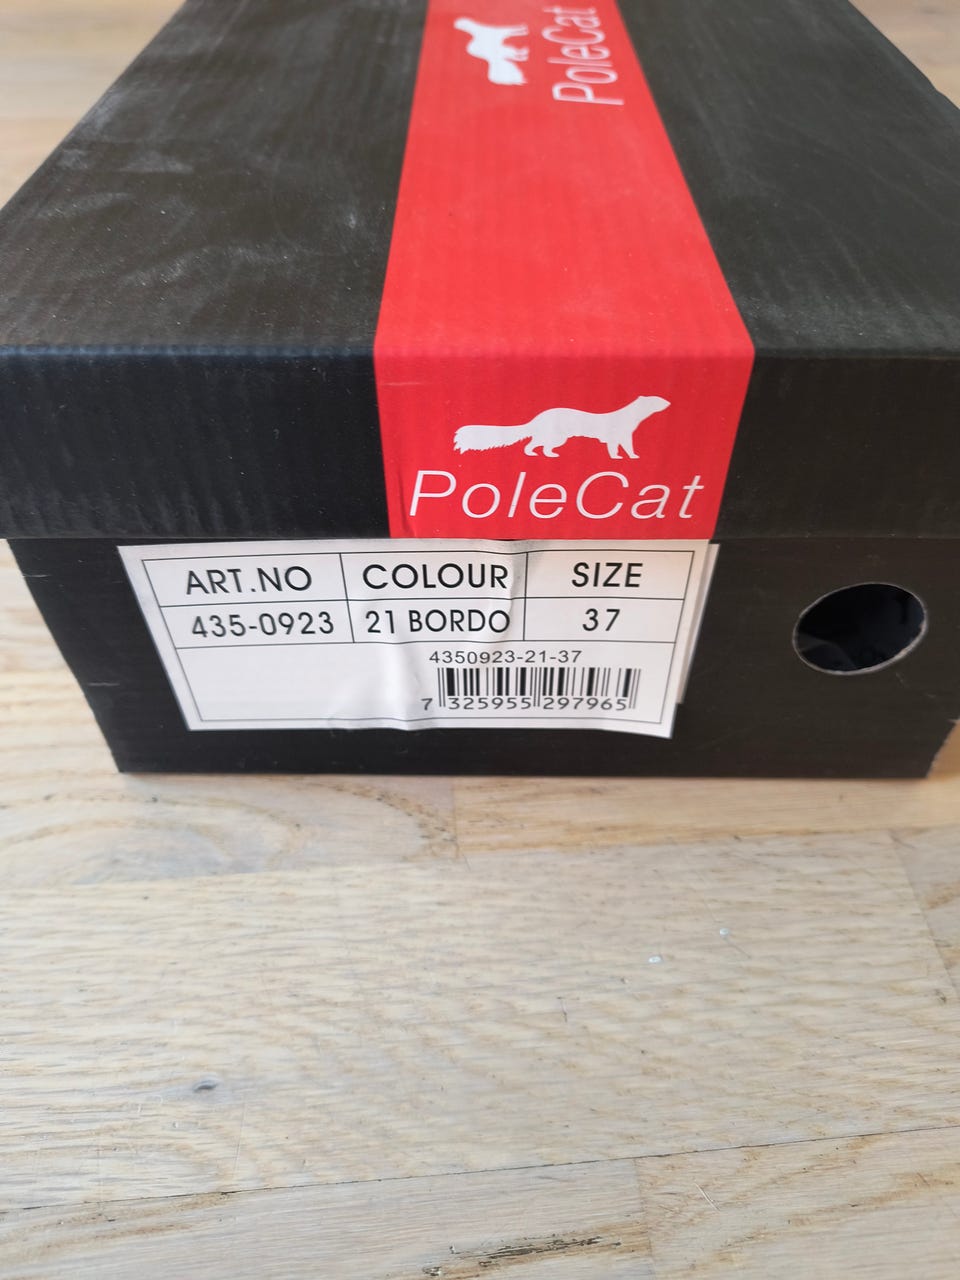 PoleCat
PoleCat
ART.NO COLOUR SIZE
435-0923 21 BORDO 37
4350923-21-37
7 325955 297965